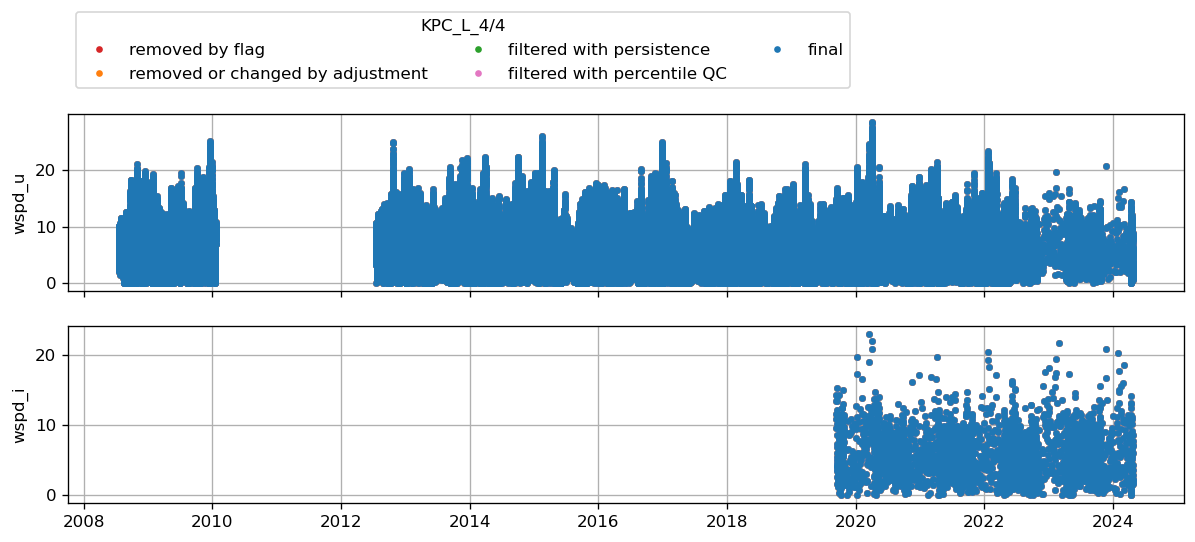 KPC_L_4/4
removed by flag
filtered with persistence
final
removed or changed by adjustment
filtered with percentile QC
wspd_u
20
10
0
wspd_i
20
10
0
2008 2010 2012 2014 2016 2018 2020 2022 2024